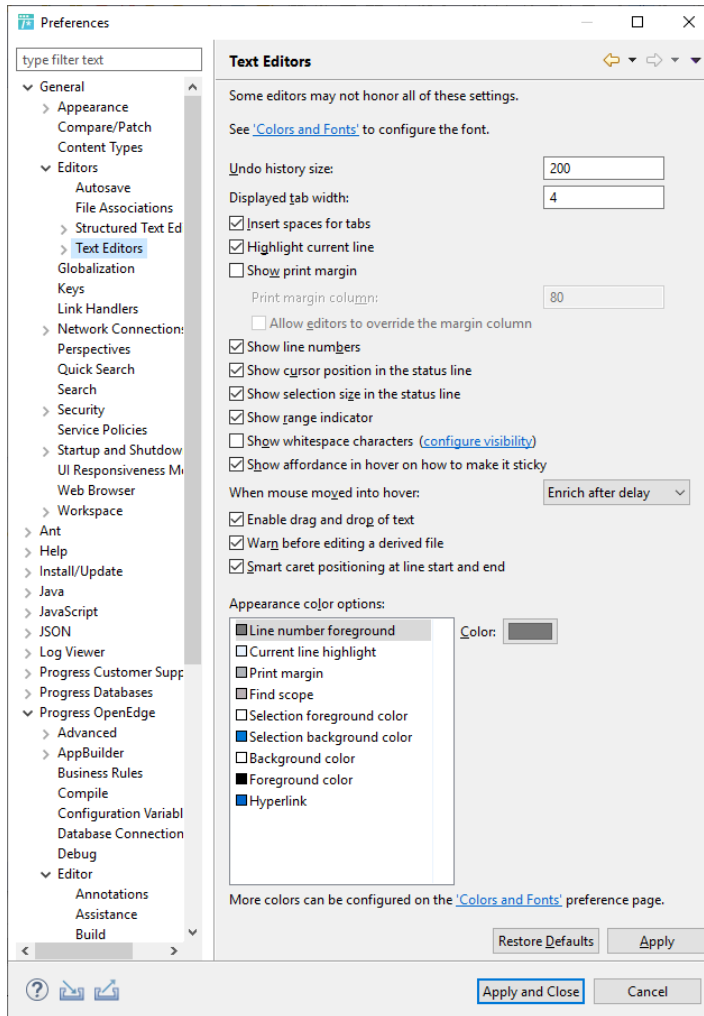 Preferences
type filter text
General
Appearance
Compare/Patch
Content Types
Editors
Autosave
File Associations
Structured Text Ed
Text Editors
Globalization
Keys
Link Handlers
Network Connection
Perspectives
Quick Search
Search
Security
Service Policies
Startup and Shutdow
UI Responsiveness M
Web Browser
Workspace
Ant
Help
Install/Update
Java
JavaScript
JSON
Log Viewer
Progress Customer Supp
Progress Databases
Progress OpenEdge
Advanced
AppBuilder
Business Rules
Compile
Configuration Variabl
Database Connection
Debug
Editor
Annotations
Assistance
Build
Text Editors
Some editors may not honor all of these settings.
See 'Colors and Fonts' to configure the font.
Undo history size: 200
Displayed tab width: 4
Insert spaces for tabs
Highlight current line
Show print margin
Print margin column: 80
Allow editors to override the margin column
Show line numbers
Show cursor position in the status line
Show selection size in the status line
Show range indicator
Show whitespace characters (configure visibility)
Show affordance in hover on how to make it sticky
When mouse moved into hover: Enrich after delay
Enable drag and drop of text
Warn before editing a derived file
Smart caret positioning at line start and end
Appearance color options:
Line number foreground
Current line highlight
Print margin
Find scope
Selection foreground color
Selection background color
Background color
Foreground color
Hyperlink
Color:
More colors can be configured on the 'Colors and Fonts' preference page.
Restore Defaults
Apply
Apply and Close
Cancel